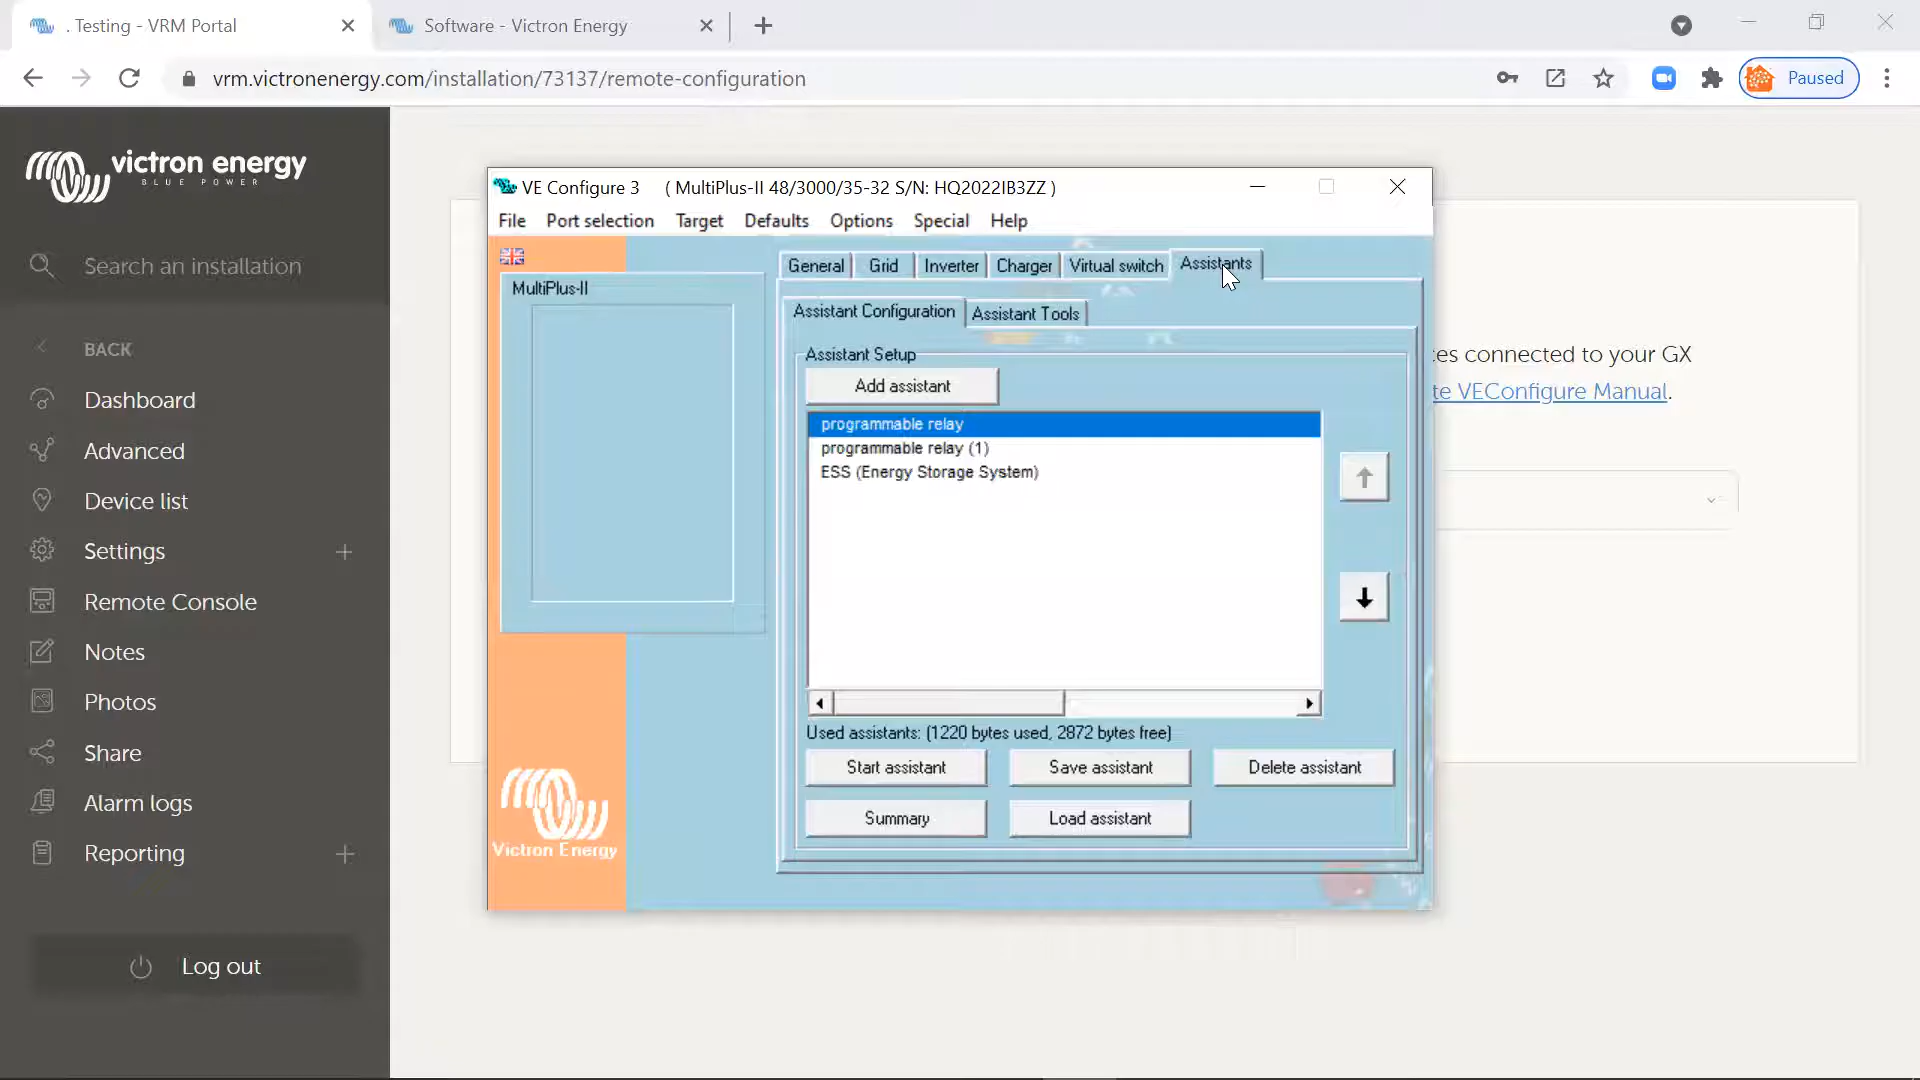 . Testing - VRM Portal
Software - Victron Energy
vrm.victronenergy.com/installation/73137/remote-configuration
Paused
victron energy
BLUE POWER
Search an installation
BACK
Dashboard
Advanced
Device list
Settings
Remote Console
Notes
Photos
Share
Alarm logs
Reporting
Log out
VE Configure 3 ( MultiPlus-II 48/3000/35-32 S/N: HQ2022IB3ZZ )
File Port selection Target Defaults Options Special Help
MultiPlus-II
Victron Energy
General Grid Inverter Charger Virtual switch Assistants
Assistant Configuration Assistant Tools
Assistant Setup
Add assistant
programmable relay
programmable relay (1)
ESS (Energy Storage System)
Used assistants: (1220 bytes used, 2872 bytes free)
Start assistant Save assistant Delete assistant
Summary Load assistant
connected to your GX
VEConfigure Manual.